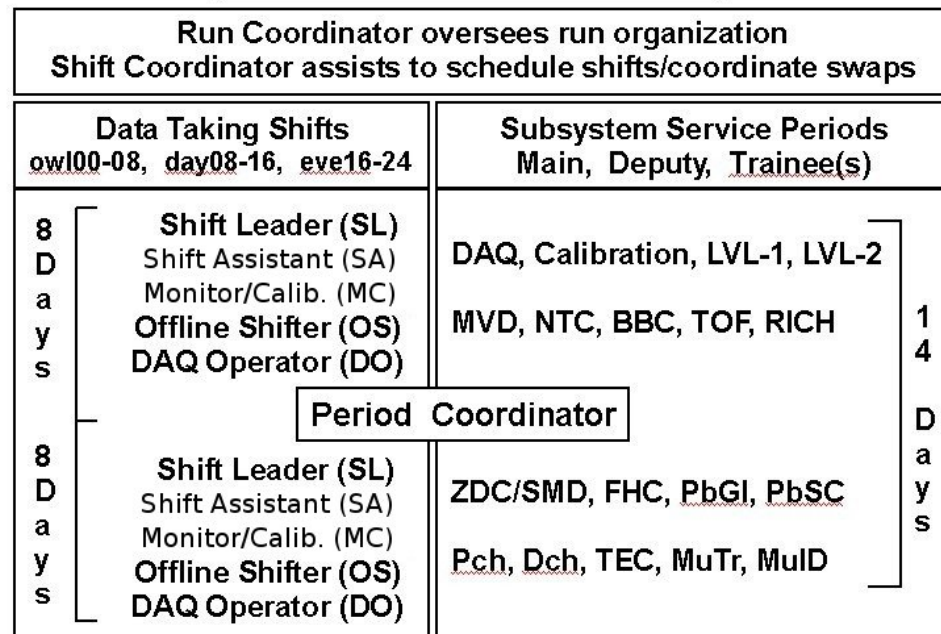 Run Coordinator oversees run organization
Shift Coordinator assists to schedule shifts/coordinate swaps
Data Taking Shifts
owl00-08, day08-16, eve16-24
Subsystem Service Periods
Main, Deputy, Trainee(s)
8 Days
Shift Leader (SL)
Shift Assistant (SA)
Monitor/Calib. (MC)
Offline Shifter (OS)
DAQ Operator (DO)
DAQ, Calibration, LVL-1, LVL-2
MVD, NTC, BBC, TOF, RICH
14 Days
Period Coordinator
8 Days
Shift Leader (SL)
Shift Assistant (SA)
Monitor/Calib. (MC)
Offline Shifter (OS)
DAQ Operator (DO)
ZDC/SMD, FHC, PbGl, PbSC
Pch, Dch, TEC, MuTr, MuID